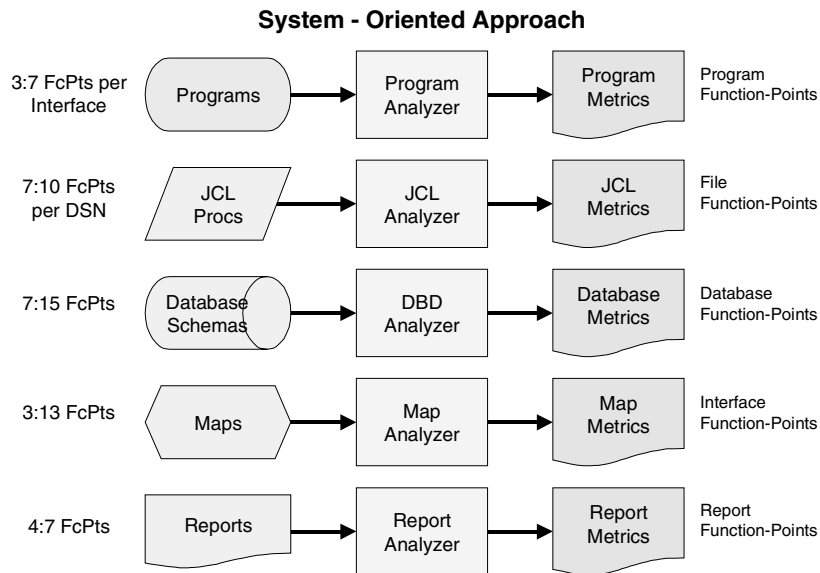 System - Oriented Approach
3:7 FcPts per
Interface
Programs
Program
Analyzer
Program
Metrics
Program
Function-Points
7:10 FcPts
per DSN
JCL
Procs
JCL
Analyzer
JCL
Metrics
File
Function-Points
7:15 FcPts
Database
Schemas
DBD
Analyzer
Database
Metrics
Database
Function-Points
3:13 FcPts
Maps
Map
Analyzer
Map
Metrics
Interface
Function-Points
4:7 FcPts
Reports
Report
Analyzer
Report
Metrics
Report
Function-Points